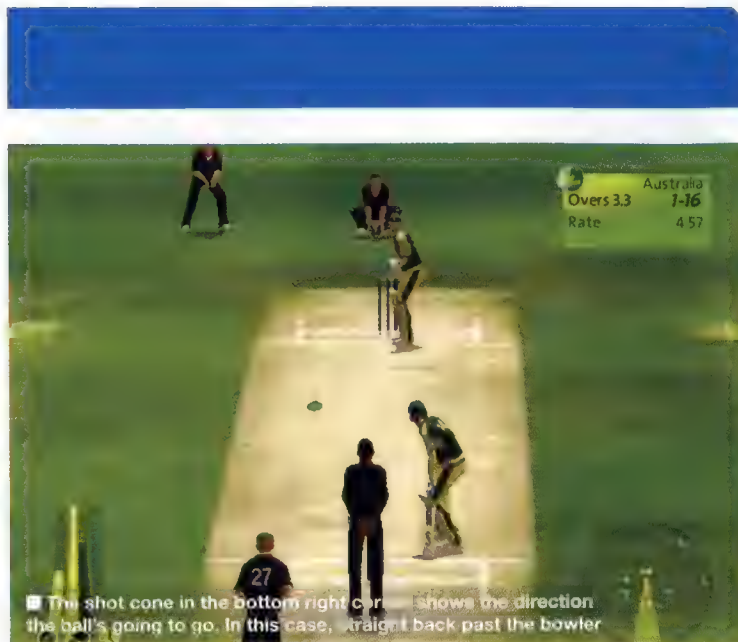 Australia
Overs 3.3 1-16
Rate 4.57
27
The shot cone in the bottom right corner shows the direction
the ball's going to go. In this case, straight back past the bowler